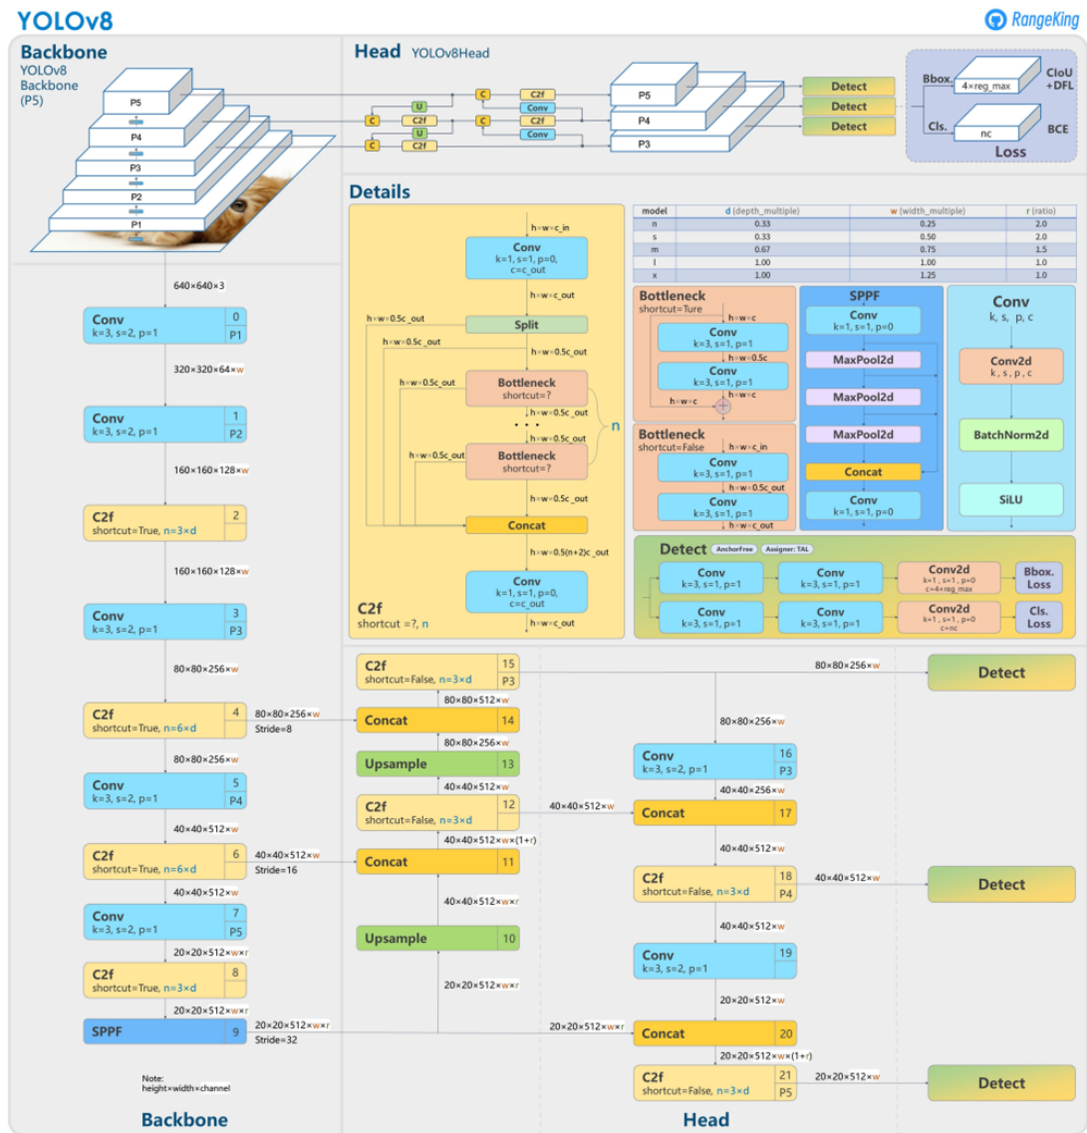 YOLOv8
RangeKing
Backbone
YOLOv8
Backbone
(P5)
P5
P4
P3
P2
P1
Head YOLOv8Head
U
C
C2f
U
C
C2f
C
C2f
Conv
C
C2f
Conv
P5
P4
P3
Detect
Detect
Detect
Bbox.
4×reg_max
CIoU
+DFL
Cls.
nc
BCE
Loss
640×640×3
Conv
k=3, s=2, p=1
0
P1
320×320×64×w
Conv
k=3, s=2, p=1
1
P2
160×160×128×w
C2f
shortcut=True, n=3×d
2
160×160×128×w
Conv
k=3, s=2, p=1
3
P3
80×80×256×w
C2f
shortcut=True, n=6×d
4
80×80×256×w
Stride=8
80×80×256×w
Conv
k=3, s=2, p=1
5
P4
40×40×512×w
C2f
shortcut=True, n=6×d
6
40×40×512×w
Stride=16
40×40×512×w
Conv
k=3, s=2, p=1
7
P5
20×20×512×w×r
C2f
shortcut=True, n=3×d
8
20×20×512×w×r
SPPF
9
20×20×512×w×r
Stride=32
Note:
height×width×channel
Backbone
Details
h×w×c_in
Conv
k=1, s=1, p=0,
c=c_out
h×w×c_out
h×w×0.5c_out
Split
h×w×0.5c_out
h×w×0.5c_out
h×w×0.5c_out
Bottleneck
shortcut=?
h×w×0.5c_out
• • •
h×w×0.5c_out
n
h×w×0.5c_out
Bottleneck
shortcut=?
h×w×0.5c_out
Concat
h×w×0.5(n+2)c_out
Conv
k=1, s=1, p=0,
c=c_out
C2f
shortcut =?, n
h×w×c_out
model d (depth_multiple) w (width_multiple) r (ratio)
n 0.33 0.25 2.0
s 0.33 0.50 2.0
m 0.67 0.75 1.5
l 1.00 1.00 1.0
x 1.00 1.25 1.0
Bottleneck
shortcut=Ture
h×w×c
Conv
k=3, s=1, p=1
h×w×0.5c
Conv
k=3, s=1, p=1
h×w×c
h×w×c
Bottleneck
shortcut=False
h×w×c_in
Conv
k=3, s=1, p=1
h×w×0.5c_out
Conv
k=3, s=1, p=1
h×w×c_out
SPPF
Conv
k=1, s=1, p=0
MaxPool2d
MaxPool2d
MaxPool2d
Concat
Conv
k=1, s=1, p=0
Conv
k, s, p, c
Conv2d
k, s, p, c
BatchNorm2d
SiLU
Detect AnchorFree Assigner: TAL
Conv
k=3, s=1, p=1
Conv
k=3, s=1, p=1
Conv2d
k=1, s=1, p=0
c=4×reg_max
Bbox.
Loss
Conv
k=3, s=1, p=1
Conv
k=3, s=1, p=1
Conv2d
k=1, s=1, p=0
c=nc
Cls.
Loss
C2f
shortcut=False, n=3×d
15
P3
80×80×256×w
Detect
80×80×512×w
Concat
14
80×80×256×w
Upsample
13
40×40×512×w
C2f
shortcut=False, n=3×d
12
40×40×512×w
40×40×512×w×(1+r)
Concat
11
40×40×512×w×r
Upsample
10
20×20×512×w×r
80×80×256×w
Conv
k=3, s=2, p=1
16
P3
40×40×256×w
Concat
17
40×40×512×w
C2f
shortcut=False, n=3×d
18
P4
40×40×512×w
Detect
40×40×512×w
Conv
k=3, s=2, p=1
19
20×20×512×w
20×20×512×w×r
Concat
20
20×20×512×w×(1+r)
C2f
shortcut=False, n=3×d
21
P5
20×20×512×w
Detect
Head